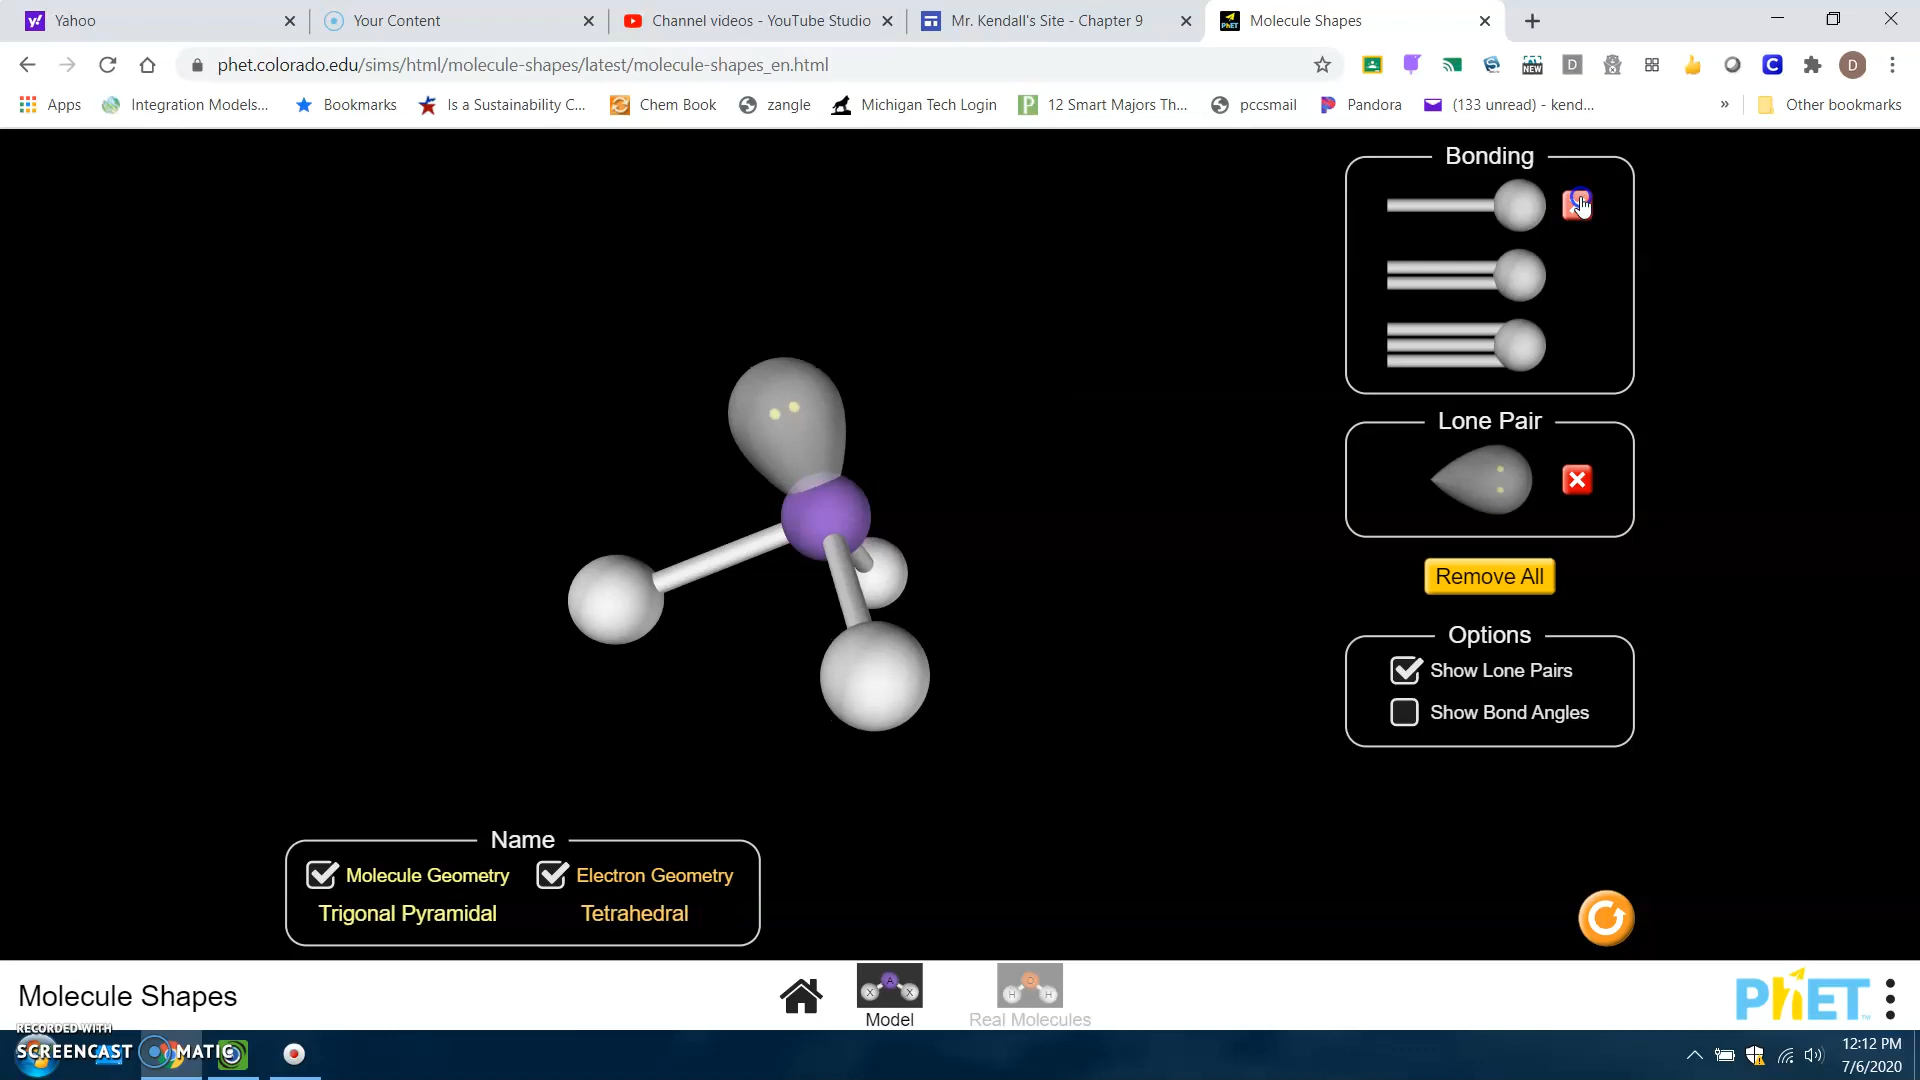 Yahoo
Your Content
Channel videos - YouTube Studio
Mr. Kendall's Site - Chapter 9
Molecule Shapes
phet.colorado.edu/sims/html/molecule-shapes/latest/molecule-shapes_en.html
Apps
Integration Models...
Bookmarks
Is a Sustainability C...
Chem Book
zangle
Michigan Tech Login
12 Smart Majors Th...
pccsmail
Pandora
(133 unread) - kend...
»
Other bookmarks
Bonding
Lone Pair
Remove All
Options
Show Lone Pairs
Show Bond Angles
Name
Molecule Geometry
Electron Geometry
Trigonal Pyramidal
Tetrahedral
Molecule Shapes
A
X X
Model
O
H H
Real Molecules
PhET
RECORDED WITH
SCREENCAST MATIC
12:12 PM
7/6/2020